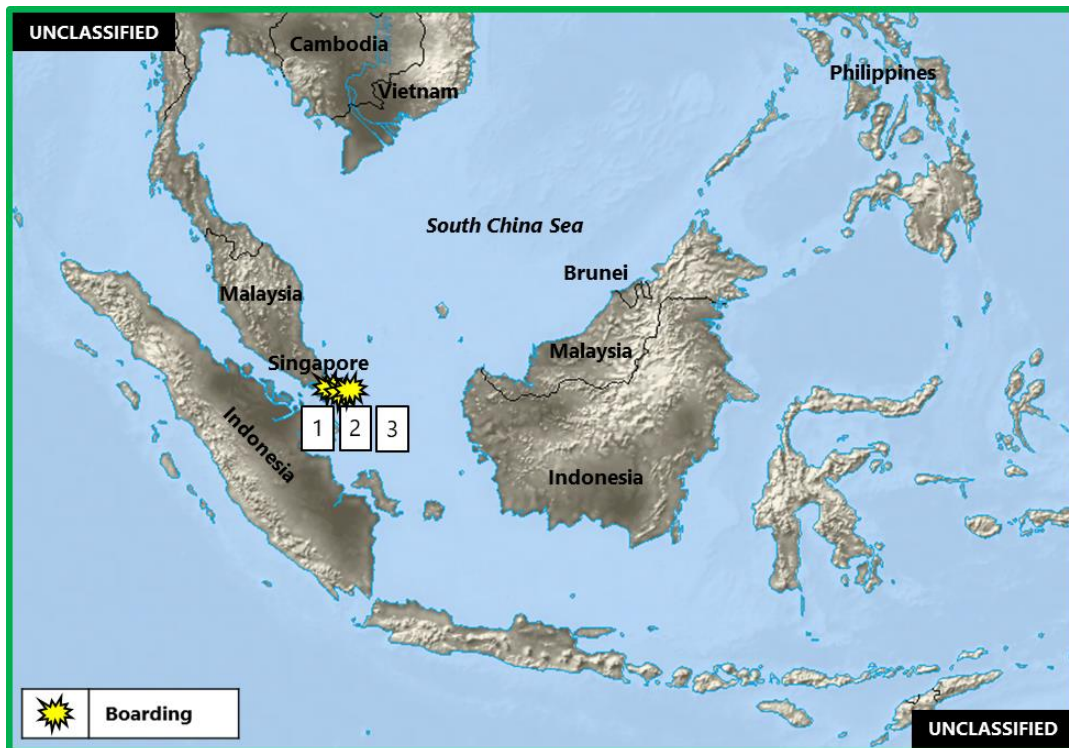 UNCLASSIFIED
Cambodia
Vietnam
Philippines
South China Sea
Brunei
Malaysia
Malaysia
Singapore
1 2 3
Indonesia
Indonesia
Boarding
UNCLASSIFIED